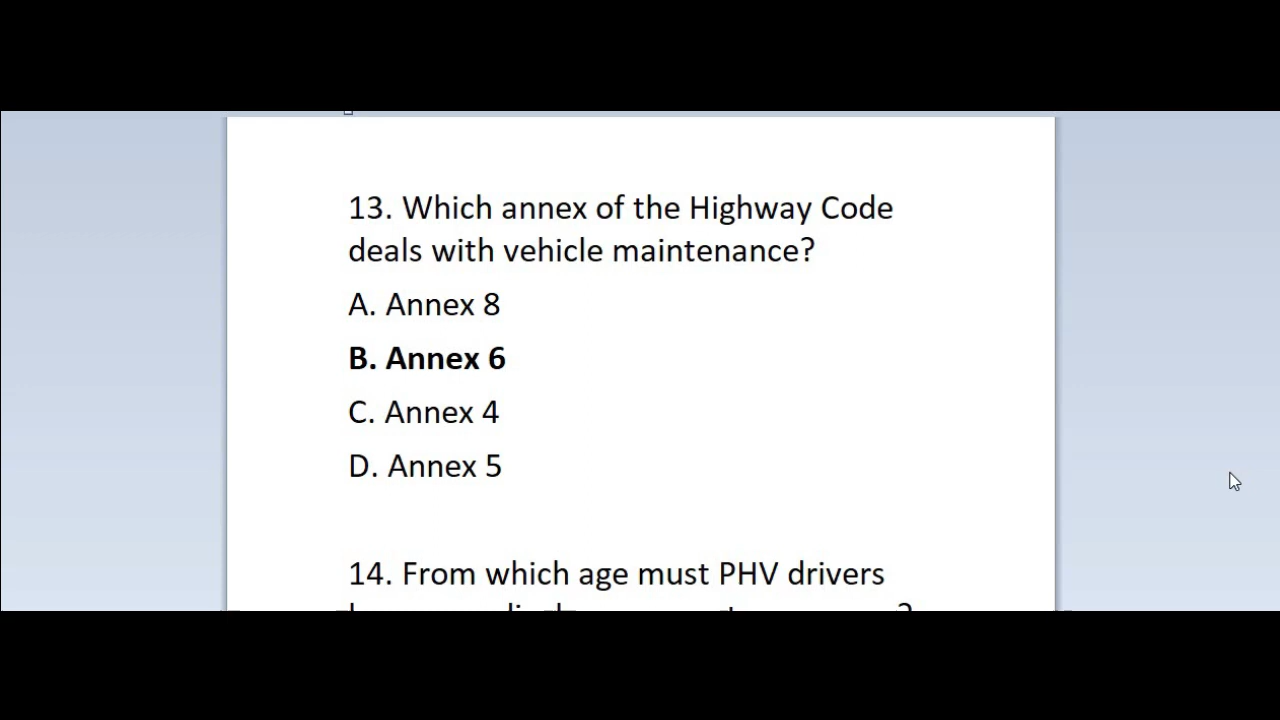 13. Which annex of the Highway Code
deals with vehicle maintenance?
A. Annex 8
B. Annex 6
C. Annex 4
D. Annex 5
14. From which age must PHV drivers